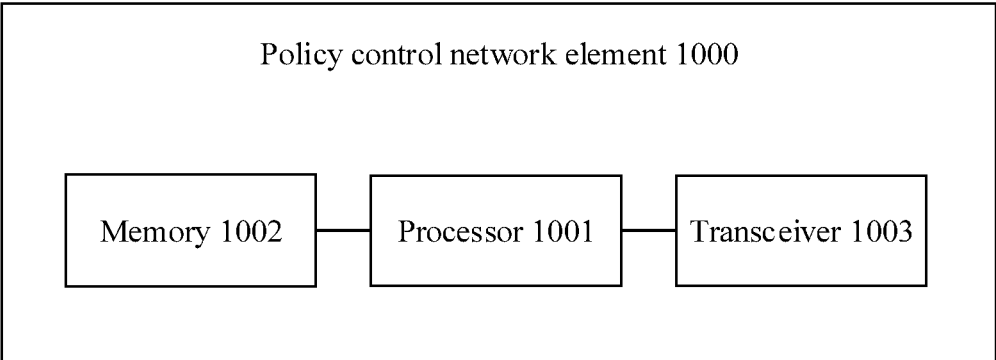 Policy control network element 1000
Memory 1002
Processor 1001
Transceiver 1003